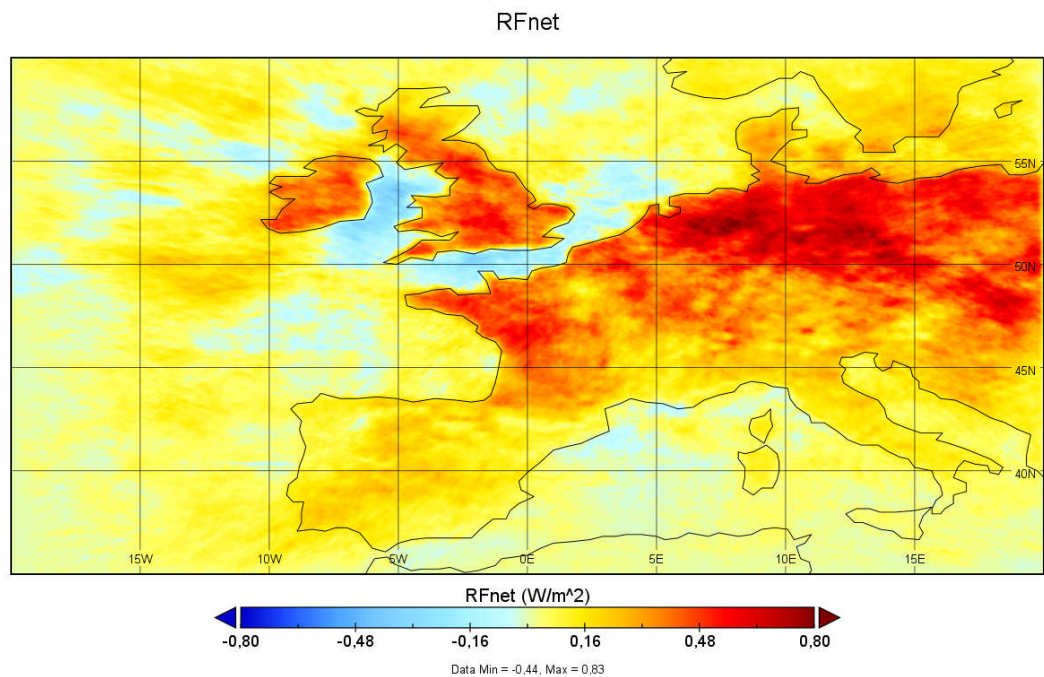 RFnet
55N
50N
45N
40N
15W 10W 5W 0E 5E 10E 15E
RFnet (W/m^2)
-0,80 -0,48 -0,16 0,16 0,48 0,80
Data Min = -0,44, Max = 0,83